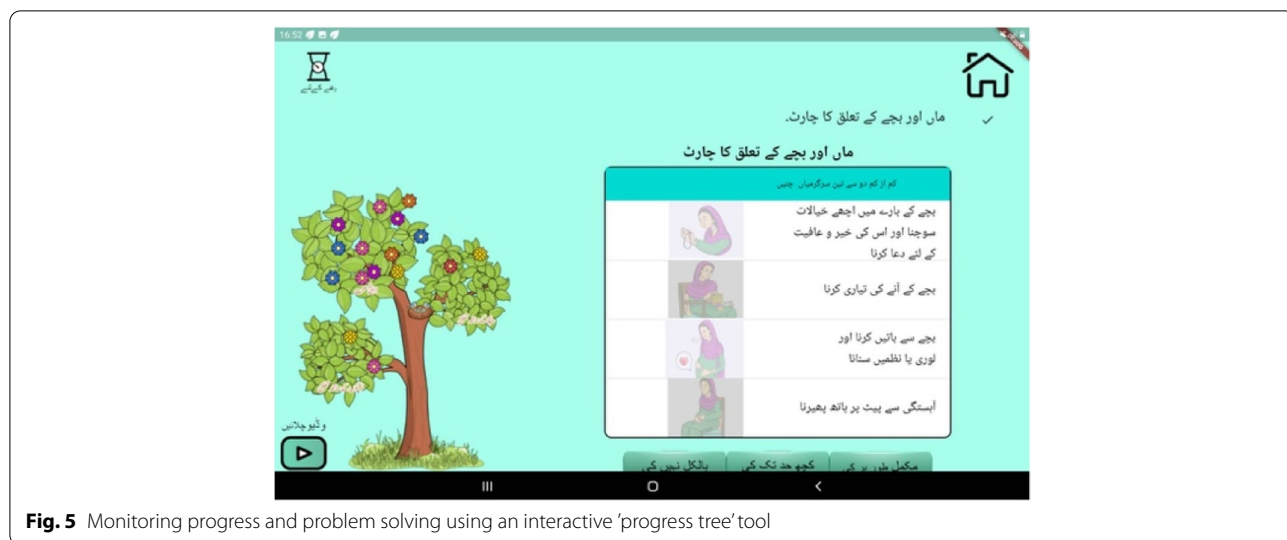 16:52
ماں اور بچے کے تعلق کا چارٹ۔
ماں اور بچے کے تعلق کا چارٹ
کم از کم دو سے تین سرگرمیاں چنیں
بچے کے بارے میں اچھے خیالات
سوچنا اور اس کی خیر و عافیت
کے لئے دعا کرنا
بچے کے آنے کی تیاری کرنا
بچے سے باتیں کرنا اور
لوری یا نظمیں سنانا
آہستگی سے پیٹ پر ہاتھ پھیرنا
وڈیو چلائیں
مکمل طور پر کی
کچھ حد تک کی
بالکل نہیں کی
Fig. 5 Monitoring progress and problem solving using an interactive ’progress tree’ tool